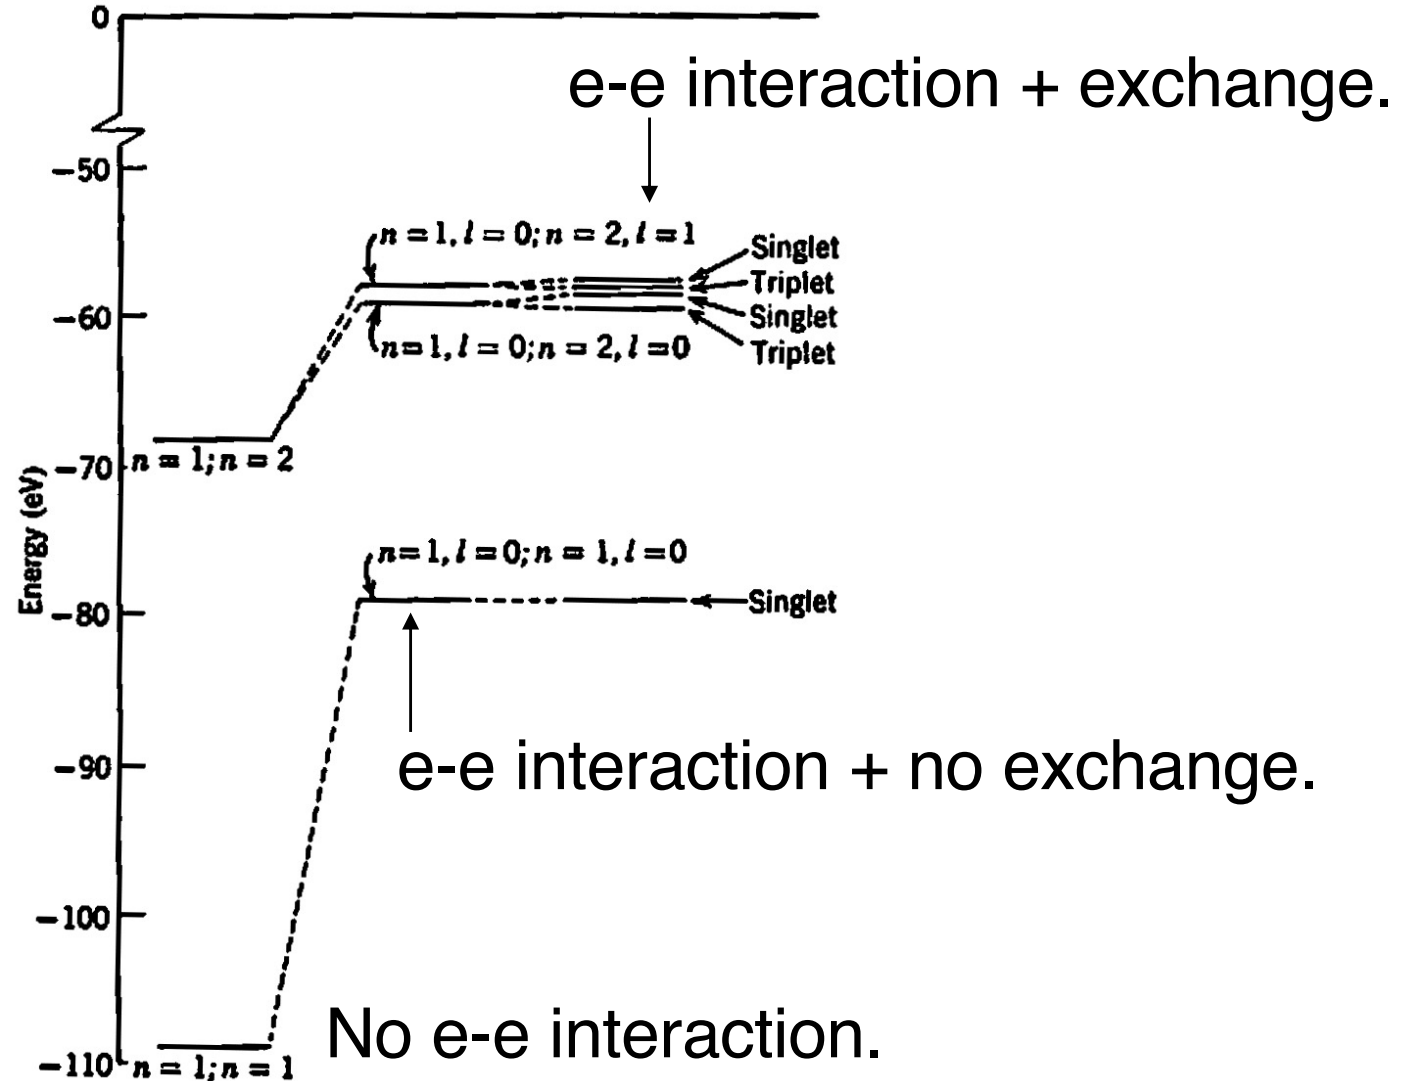 0
e-e interaction + exchange.
−50
n = 1, l = 0; n = 2, l = 1
Singlet
Triplet
−60
Singlet
n = 1, l = 0; n = 2, l = 0
Triplet
−70
n = 1; n = 2
Energy (eV)
n = 1, l = 0; n = 1, l = 0
−80
Singlet
e-e interaction + no exchange.
−90
−100
No e-e interaction.
−110
n = 1; n = 1